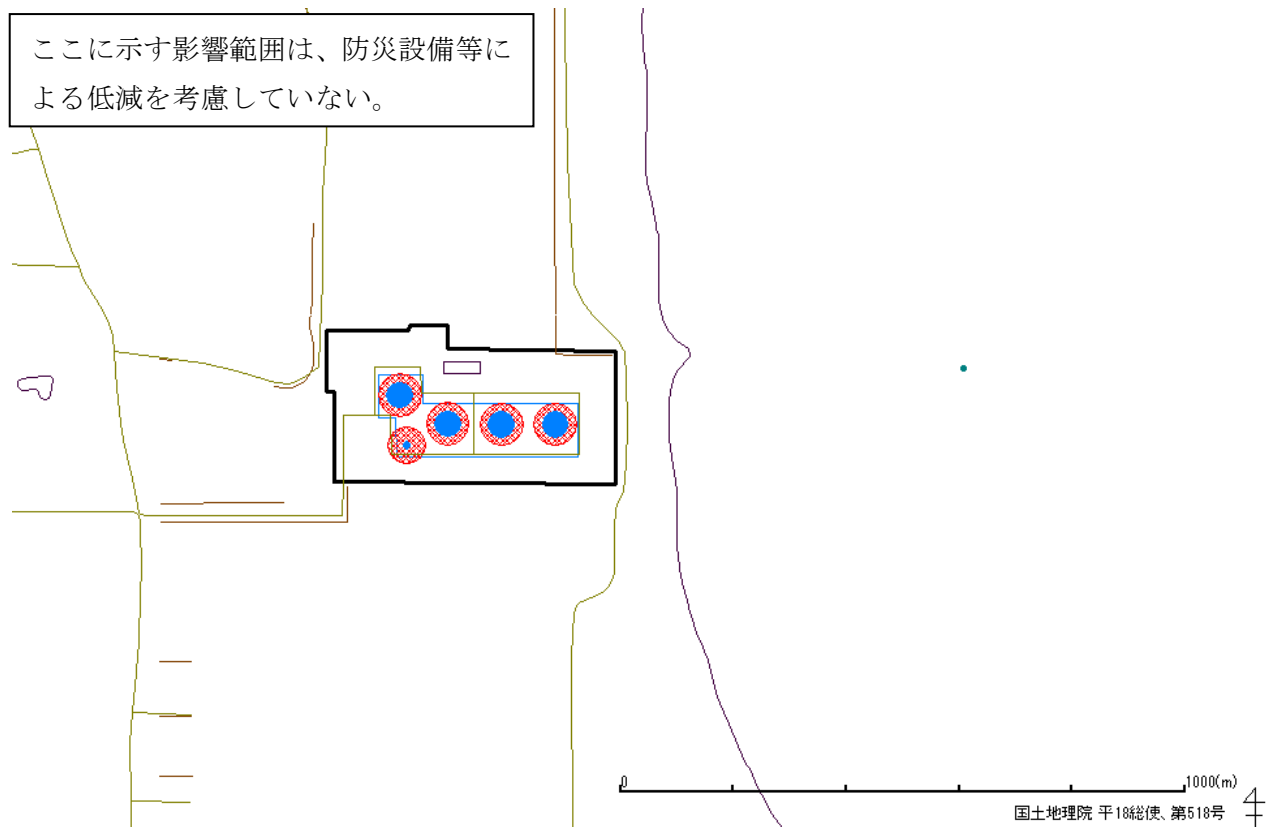 ここに示す影響範囲は、防災設備等に
よる低減を考慮していない。
0
1000(m)
国土地理院 平18総使、第518号